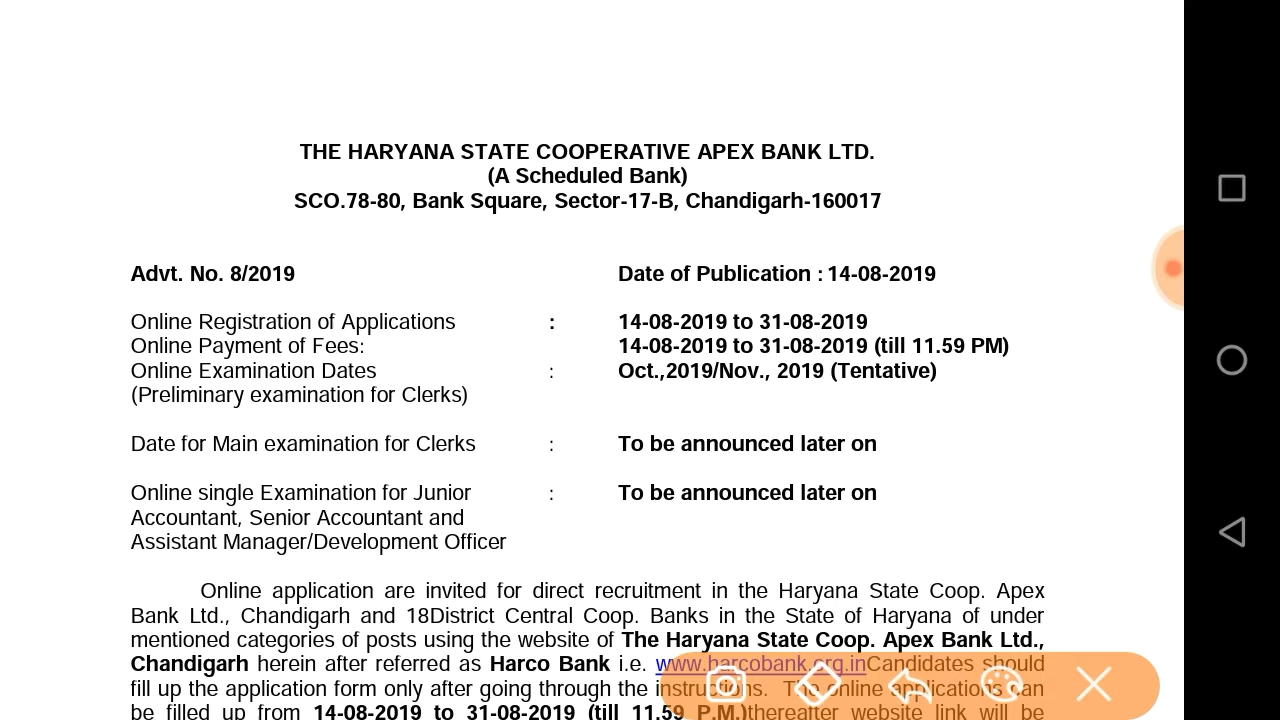 THE HARYANA STATE COOPERATIVE APEX BANK LTD.
(A Scheduled Bank)
SCO.78-80, Bank Square, Sector-17-B, Chandigarh-160017
Advt. No. 8/2019 Date of Publication : 14-08-2019
Online Registration of Applications : 14-08-2019 to 31-08-2019
Online Payment of Fees: 14-08-2019 to 31-08-2019 (till 11.59 PM)
Online Examination Dates : Oct.,2019/Nov., 2019 (Tentative)
(Preliminary examination for Clerks)
Date for Main examination for Clerks : To be announced later on
Online single Examination for Junior : To be announced later on
Accountant, Senior Accountant and
Assistant Manager/Development Officer
Online application are invited for direct recruitment in the Haryana State Coop. Apex
Bank Ltd., Chandigarh and 18District Central Coop. Banks in the State of Haryana of under
mentioned categories of posts using the website of The Haryana State Coop. Apex Bank Ltd.,
Chandigarh herein after referred as Harco Bank i.e. www.harcobank.org.inCandidates should
fill up the application form only after going through the instructions. The online applications can
be filled up from 14-08-2019 to 31-08-2019 (till 11.59 P.M.)thereafter website link will be